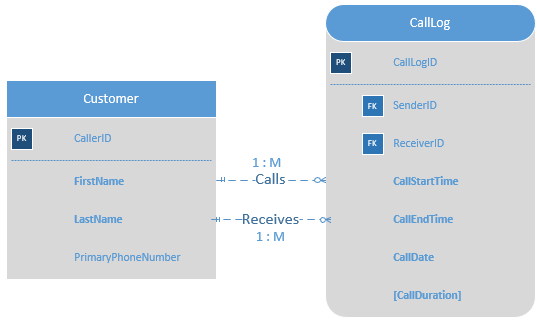 Customer
PK CallerID
FirstName
LastName
PrimaryPhoneNumber
1 : M
Calls
Receives
1 : M
CallLog
PK CallLogID
FK SenderID
FK ReceiverID
CallStartTime
CallEndTime
CallDate
[CallDuration]